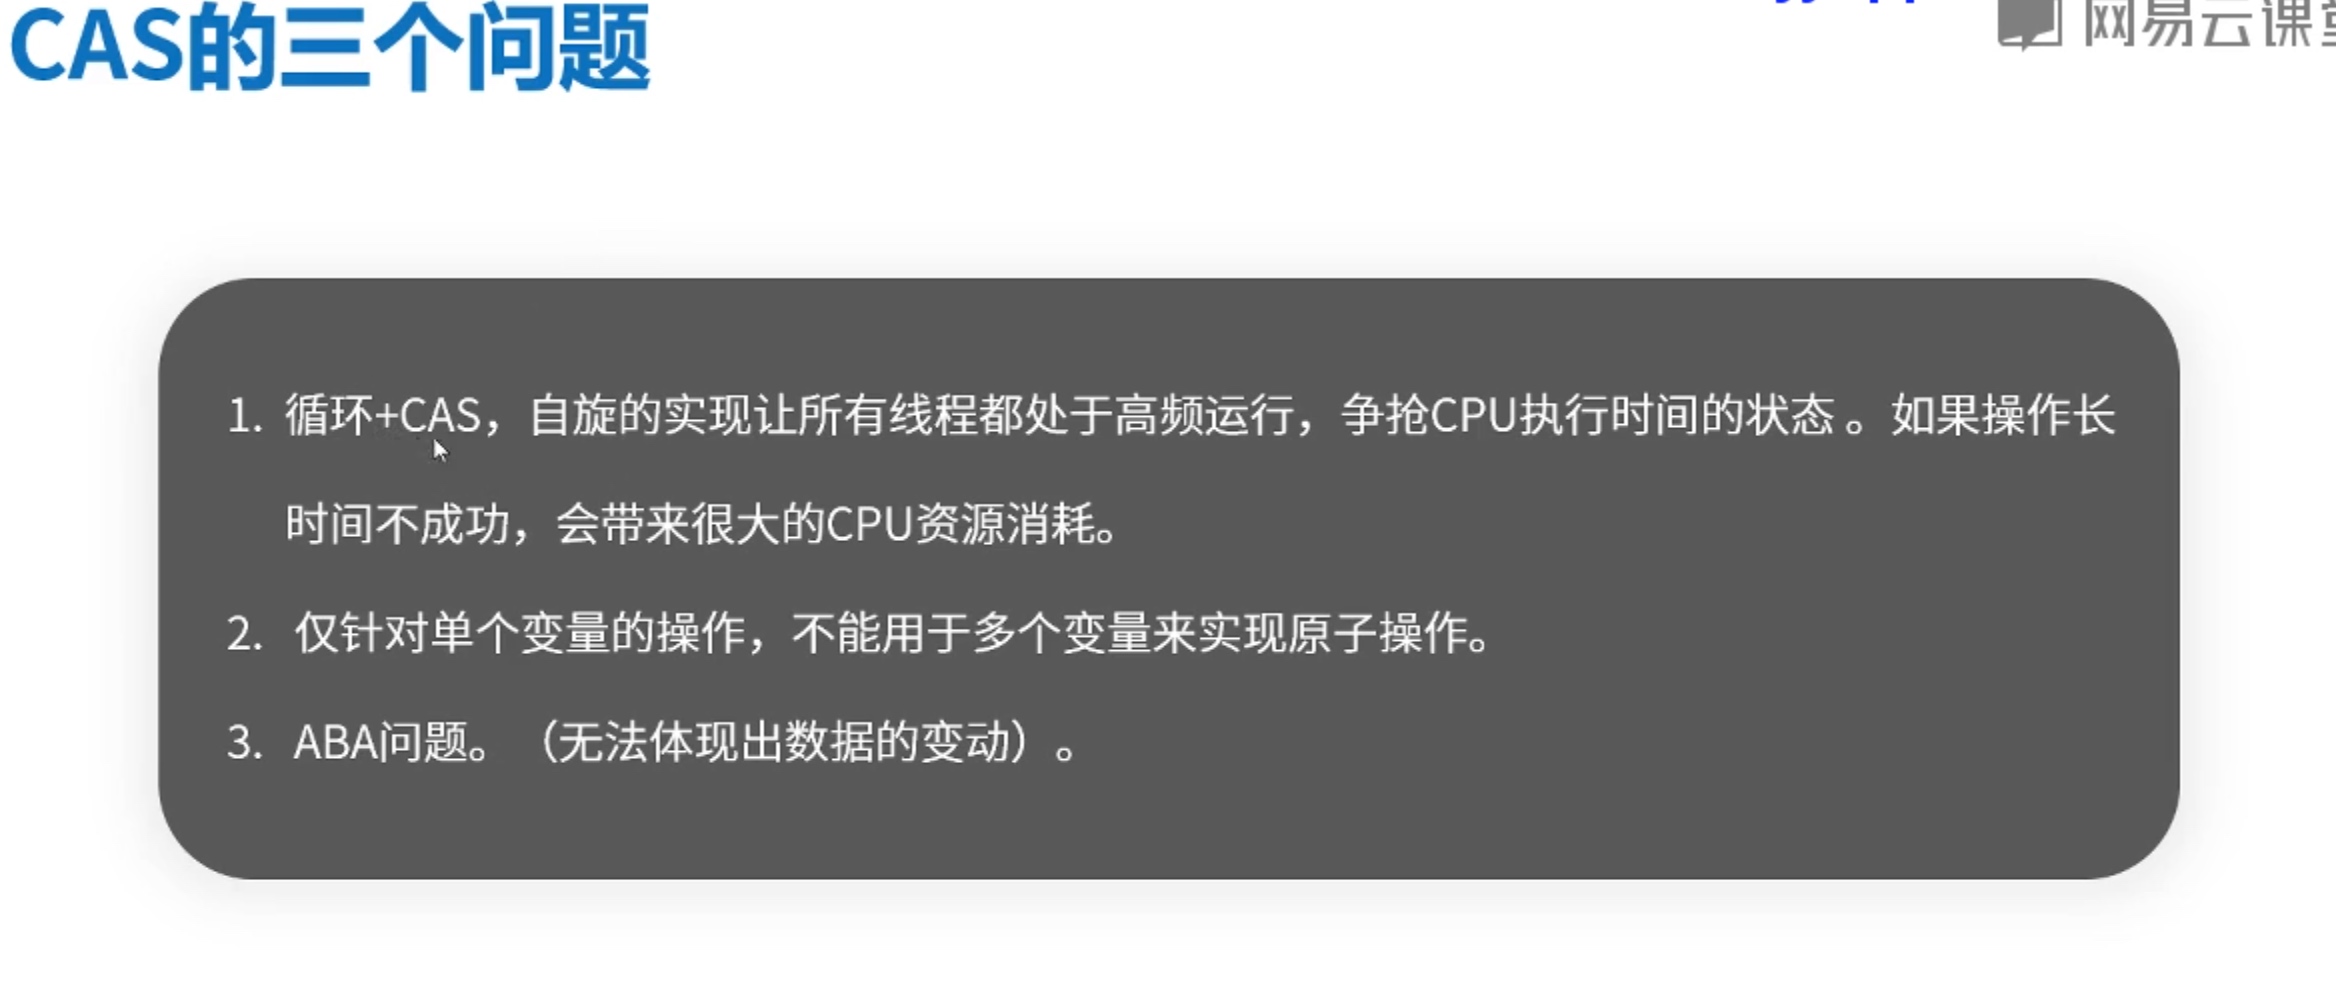 CAS的三个问题
网易云课
1. 循环+CAS，自旋的实现让所有线程都处于高频运行，争抢CPU执行时间的状态 。如果操作长
时间不成功，会带来很大的CPU资源消耗。
2. 仅针对单个变量的操作，不能用于多个变量来实现原子操作。
3. ABA问题。（无法体现出数据的变动）。